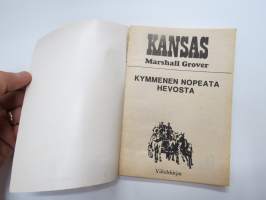 KANSAS
Marshall Grover
KYMMENEN NOPEATA
HEVOSTA
Viihdekirjat